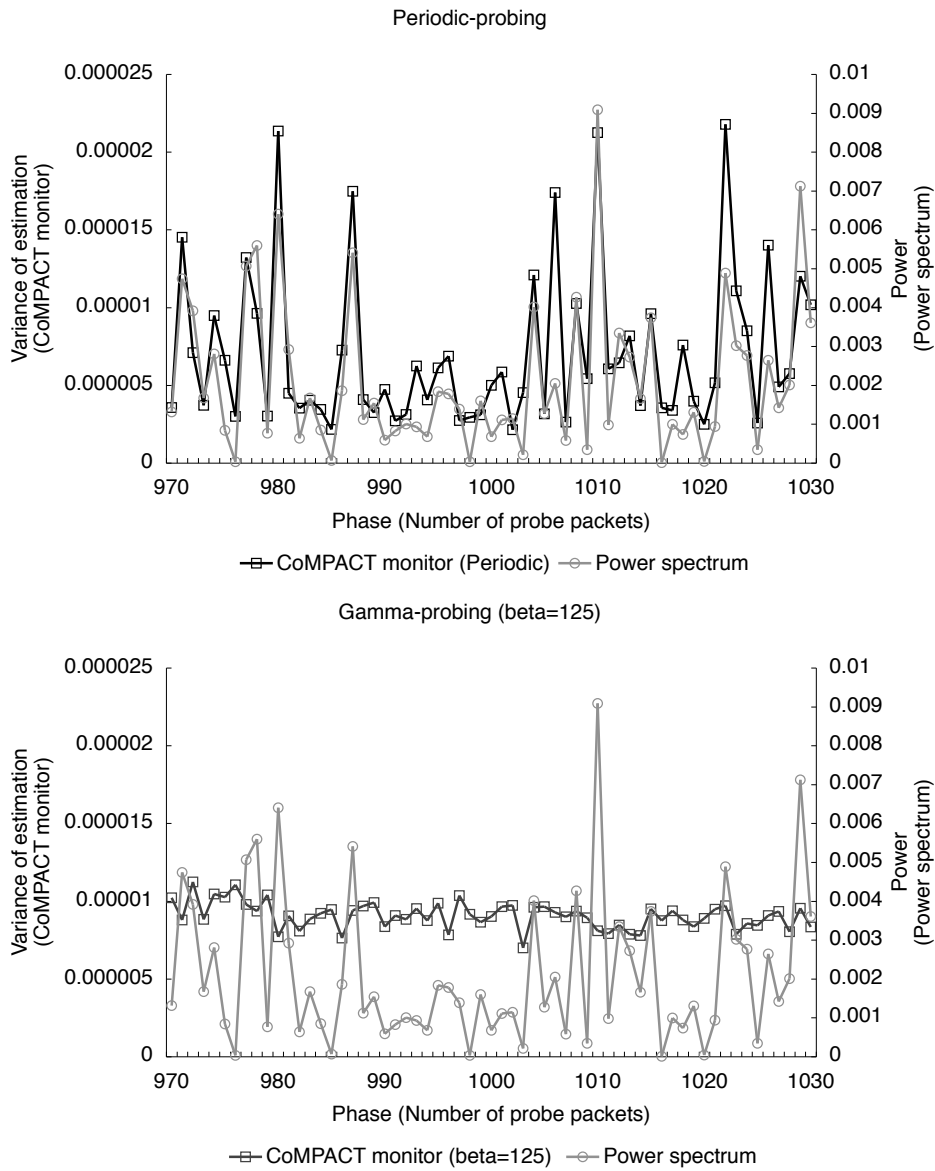 Periodic-probing
0.000025
0.00002
0.000015
0.00001
0.000005
0
Variance of estimation
(CoMPACT monitor)
0.01
0.009
0.008
0.007
0.006
0.005
0.004
0.003
0.002
0.001
0
Power
(Power spectrum)
970 980 990 1000 1010 1020 1030
Phase (Number of probe packets)
CoMPACT monitor (Periodic) Power spectrum
Gamma-probing (beta=125)
0.000025
0.00002
0.000015
0.00001
0.000005
0
Variance of estimation
(CoMPACT monitor)
0.01
0.009
0.008
0.007
0.006
0.005
0.004
0.003
0.002
0.001
0
Power
(Power spectrum)
970 980 990 1000 1010 1020 1030
Phase (Number of probe packets)
CoMPACT monitor (beta=125) Power spectrum